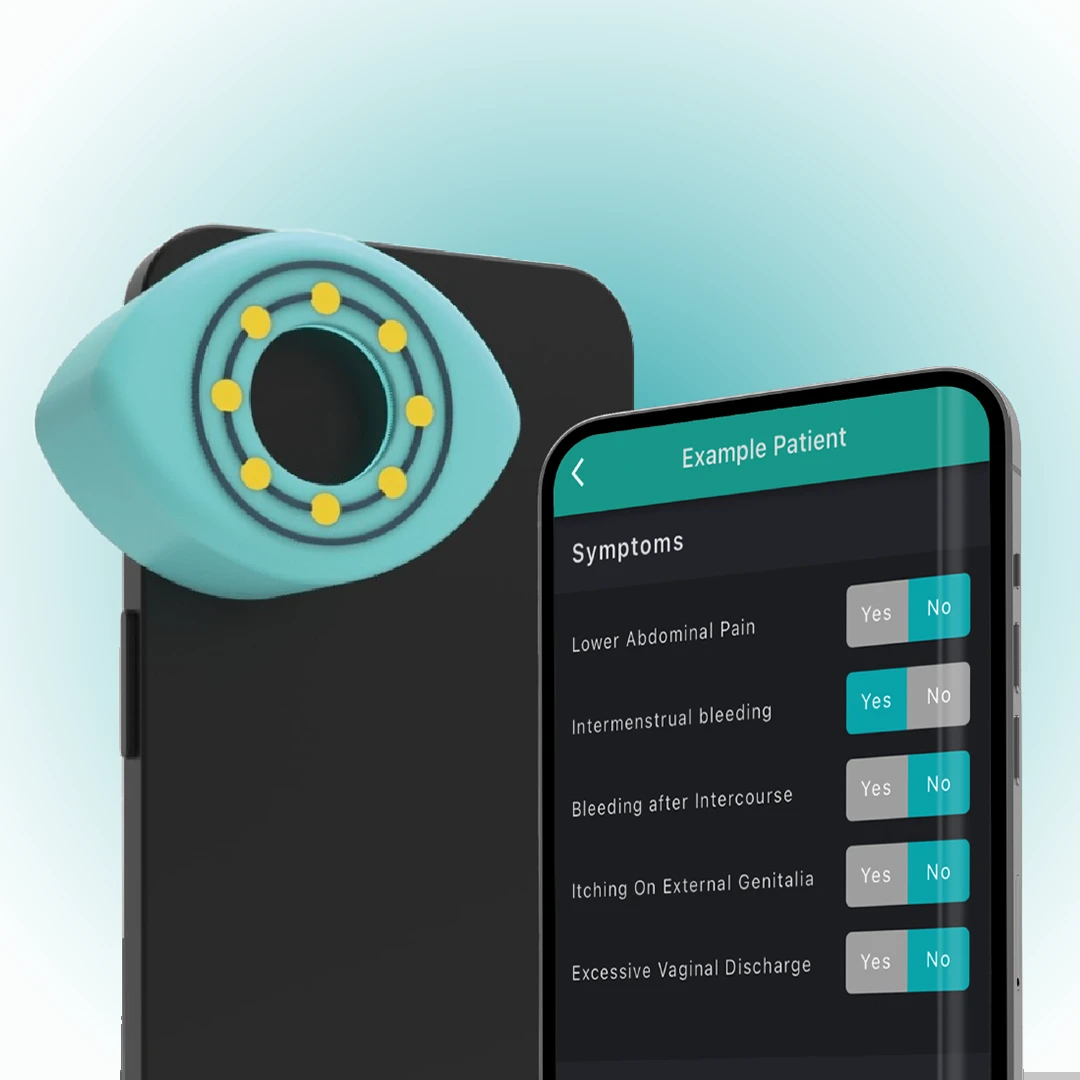 Example Patient
Symptoms
Lower Abdominal Pain Yes No
Intermenstrual bleeding Yes No
Bleeding after Intercourse Yes No
Itching On External Genitalia Yes No
Excessive Vaginal Discharge Yes No